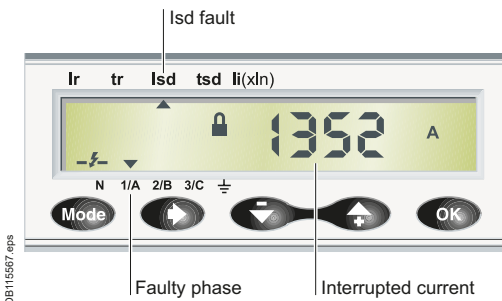 Isd fault
Ir tr Isd tsd Ii(xIn)
1352 A
N 1/A 2/B 3/C
Mode OK
Faulty phase Interrupted current
DB115567.eps